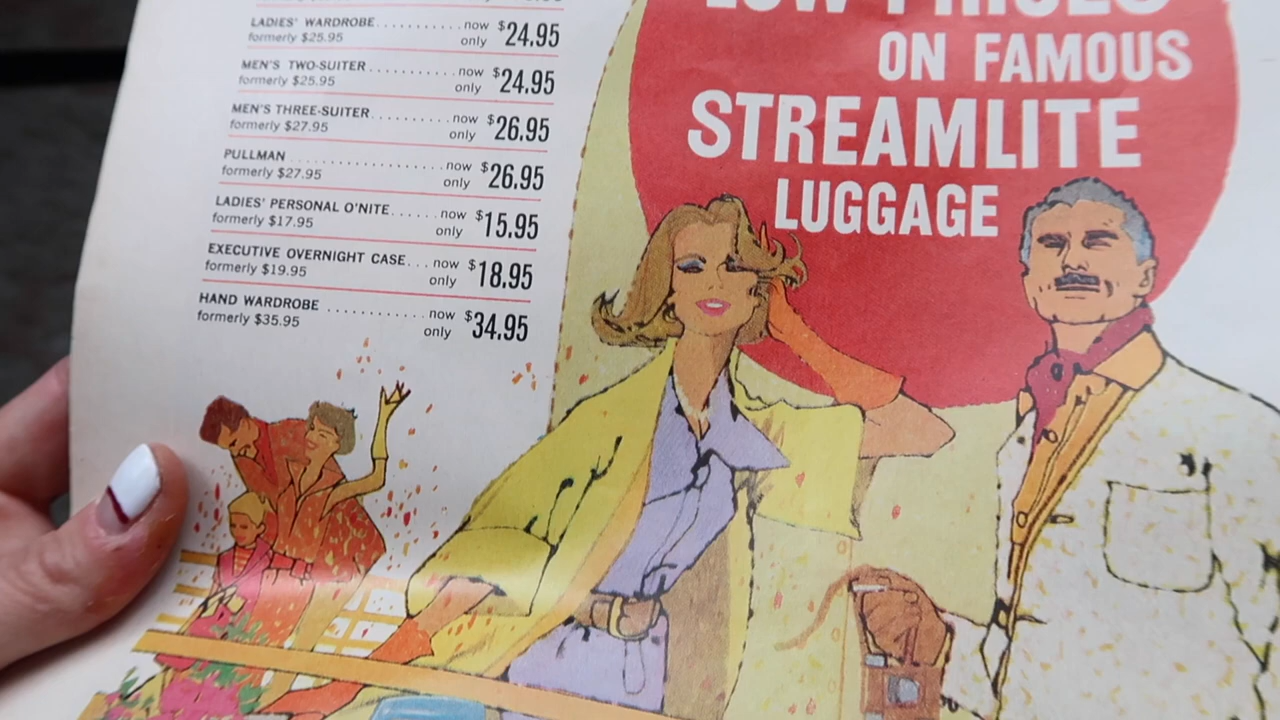 LADIES' WARDROBE.............now $24.95
formerly $25.95 only
MEN'S TWO-SUITER...........now $24.95
formerly $25.95 only
MEN'S THREE-SUITER..........now $26.95
formerly $27.95 only
PULLMAN....................now $26.95
formerly $27.95 only
LADIES' PERSONAL O'NITE......now $15.95
formerly $17.95 only
EXECUTIVE OVERNIGHT CASE...now $18.95
formerly $19.95 only
HAND WARDROBE.............now $34.95
formerly $35.95 only
LOW PRICES
ON FAMOUS
STREAMLITE
LUGGAGE